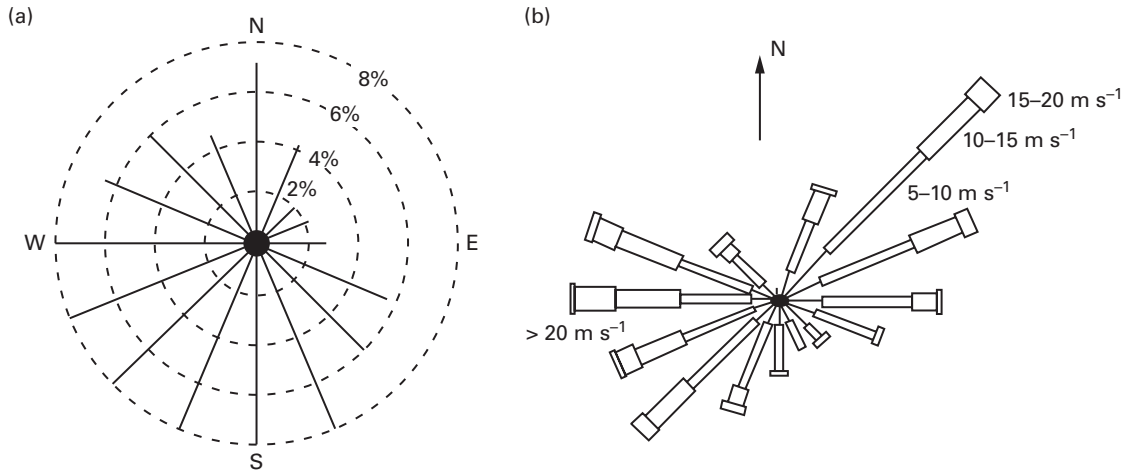 (a)
N
8%
6%
4%
2%
W
E
S
(b)
N
15–20 m s⁻¹
10–15 m s⁻¹
5–10 m s⁻¹
> 20 m s⁻¹